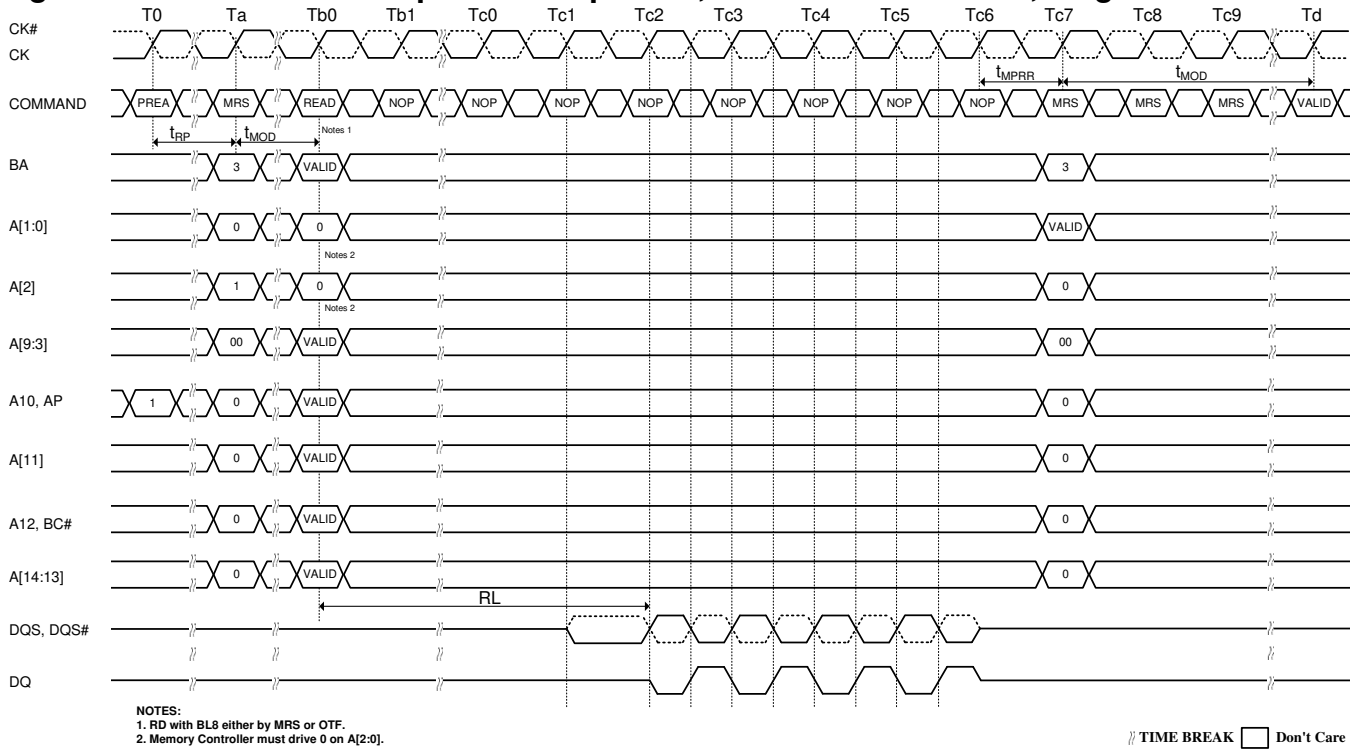 T0 Ta Tb0 Tb1 Tc0 Tc1 Tc2 Tc3 Tc4 Tc5 Tc6 Tc7 Tc8 Tc9 Td
CK#
CK
tMPRR tMOD
COMMAND PREA MRS READ NOP NOP NOP NOP NOP NOP NOP NOP MRS MRS MRS VALID
tRP tMOD Notes 1
BA 3 VALID 3
A[1:0] 0 0 VALID
Notes 2
A[2] 1 0 0
Notes 2
A[9:3] 00 VALID 00
A10, AP 1 0 VALID 0
A[11] 0 VALID 0
A12, BC# 0 VALID 0
A[14:13] 0 VALID 0
RL
DQS, DQS#
DQ
NOTES:
1. RD with BL8 either by MRS or OTF.
2. Memory Controller must drive 0 on A[2:0].
TIME BREAK Don't Care